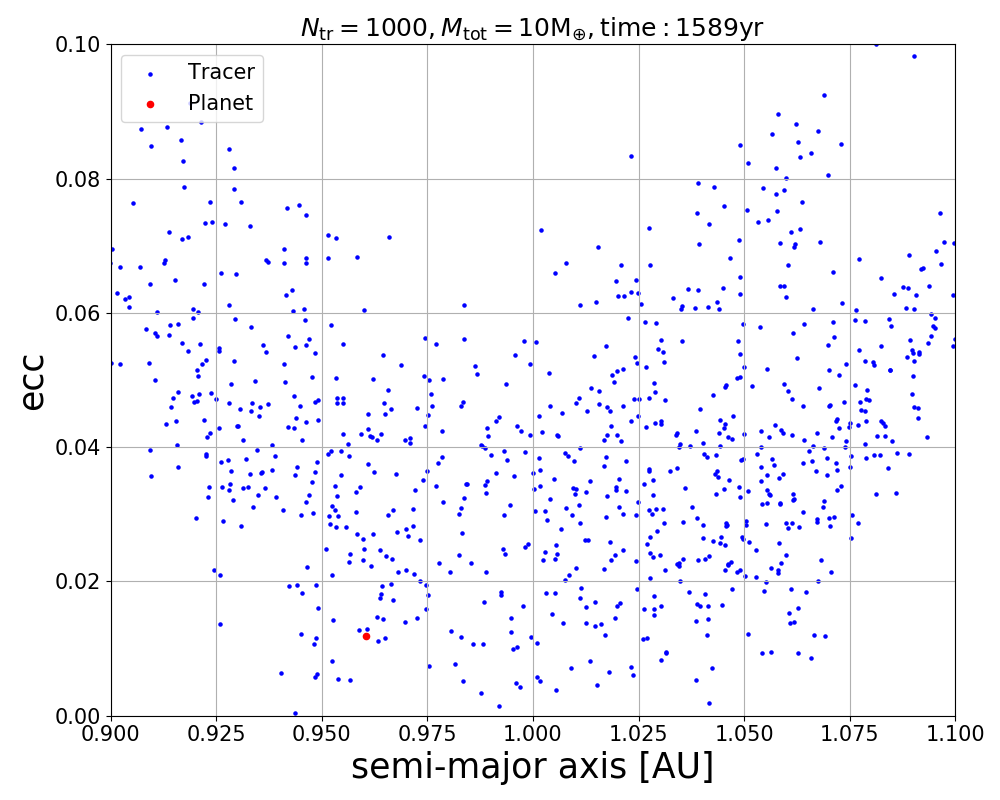 N_tr = 1000, M_tot = 10M_⊕, time : 1589yr
Tracer
Planet
0.10
0.08
0.06
0.04
0.02
0.00
ecc
0.900 0.925 0.950 0.975 1.000 1.025 1.050 1.075 1.100
semi-major axis [AU]